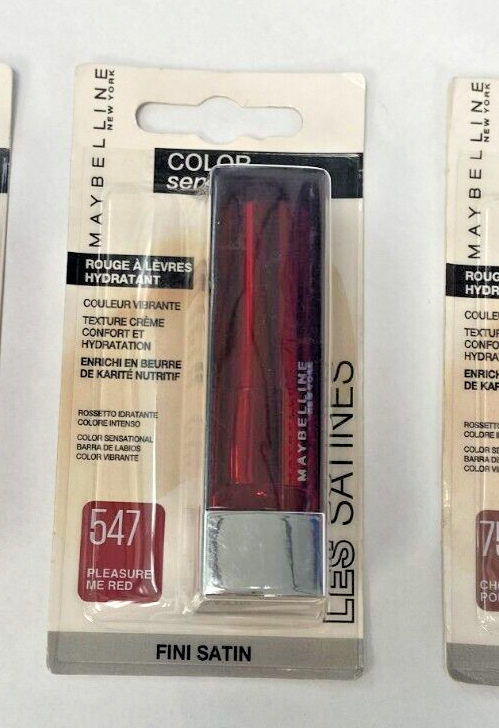 MAYBELLINE
NEW YORK
COLOR
ROUGE À LÈVRES
HYDRATANT
COULEUR VIBRANTE
TEXTURE CRÈME
CONFORT ET
HYDRATATION
ENRICHI EN BEURRE
DE KARITÉ NUTRITIF
ROSSETTO IDRATANTE
COLORE INTENSO
COLOR SENSATIONAL
BARRA DE LABIOS
COLOR VIBRANTE
547
PLEASURE
ME RED
MAYBELLINE
NEW YORK
LES SATINES
FINI SATIN
MAYBELLINE
NEW YORK